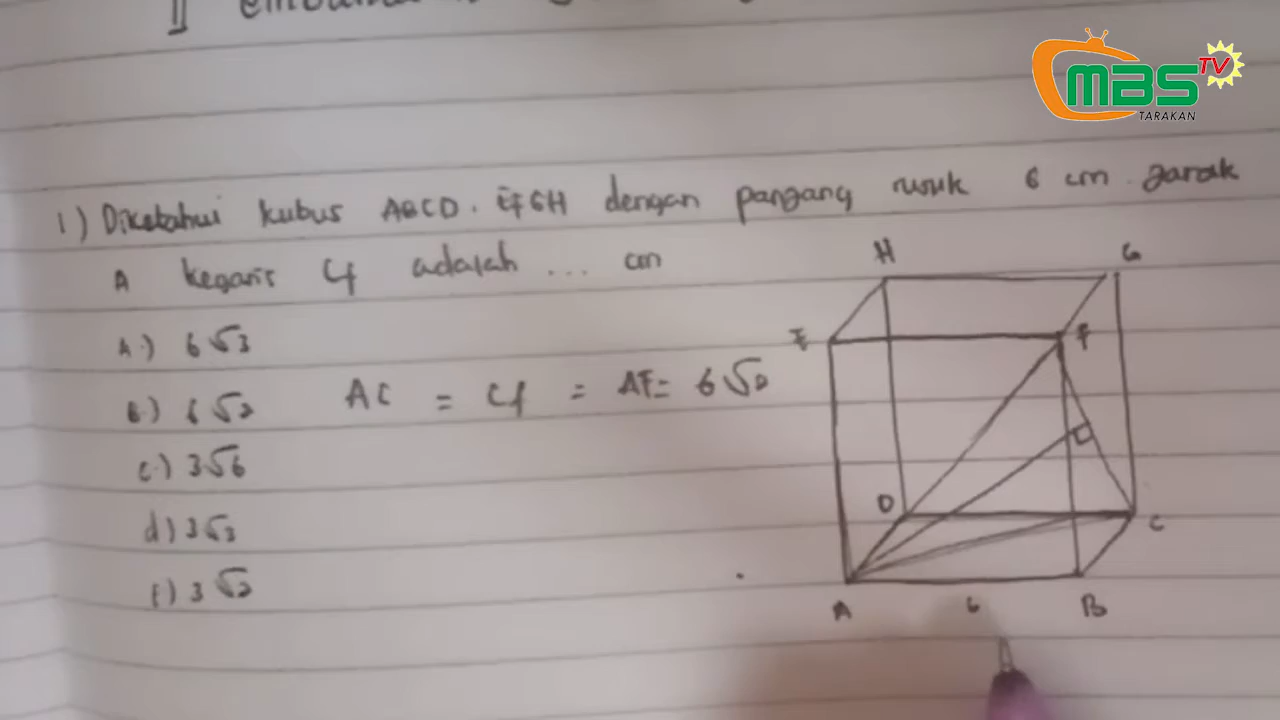 MBS TV
TARAKAN
1) Diketahui kubus ABCD. EFGH dengan panjang rusuk 6 cm. Jarak
A kegaris CF adalah ... cm
A.) 6√3
B.) 6√2
C.) 3√6
d) 3√3
E) 3√2
AC = CF = AF = 6√2
H G
E F
D C
A 6 B